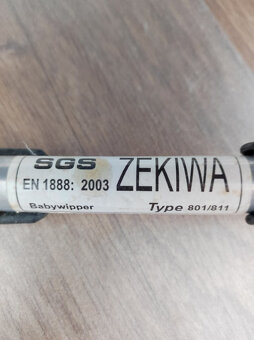 SGS
EN 1888: 2003 ZEKIWA
Babywipper Type 801/811